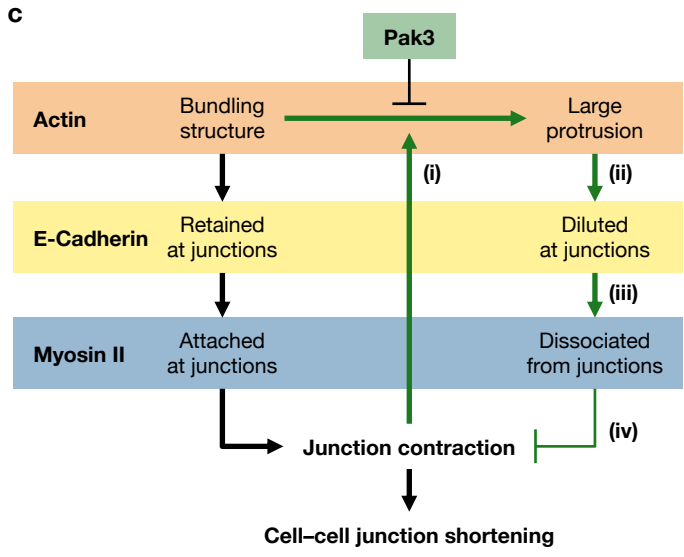 c
Pak3
Actin
Bundling
structure
Large
protrusion
(i)
(ii)
E-Cadherin
Retained
at junctions
Diluted
at junctions
(iii)
Myosin II
Attached
at junctions
Dissociated
from junctions
(iv)
Junction contraction
Cell–cell junction shortening